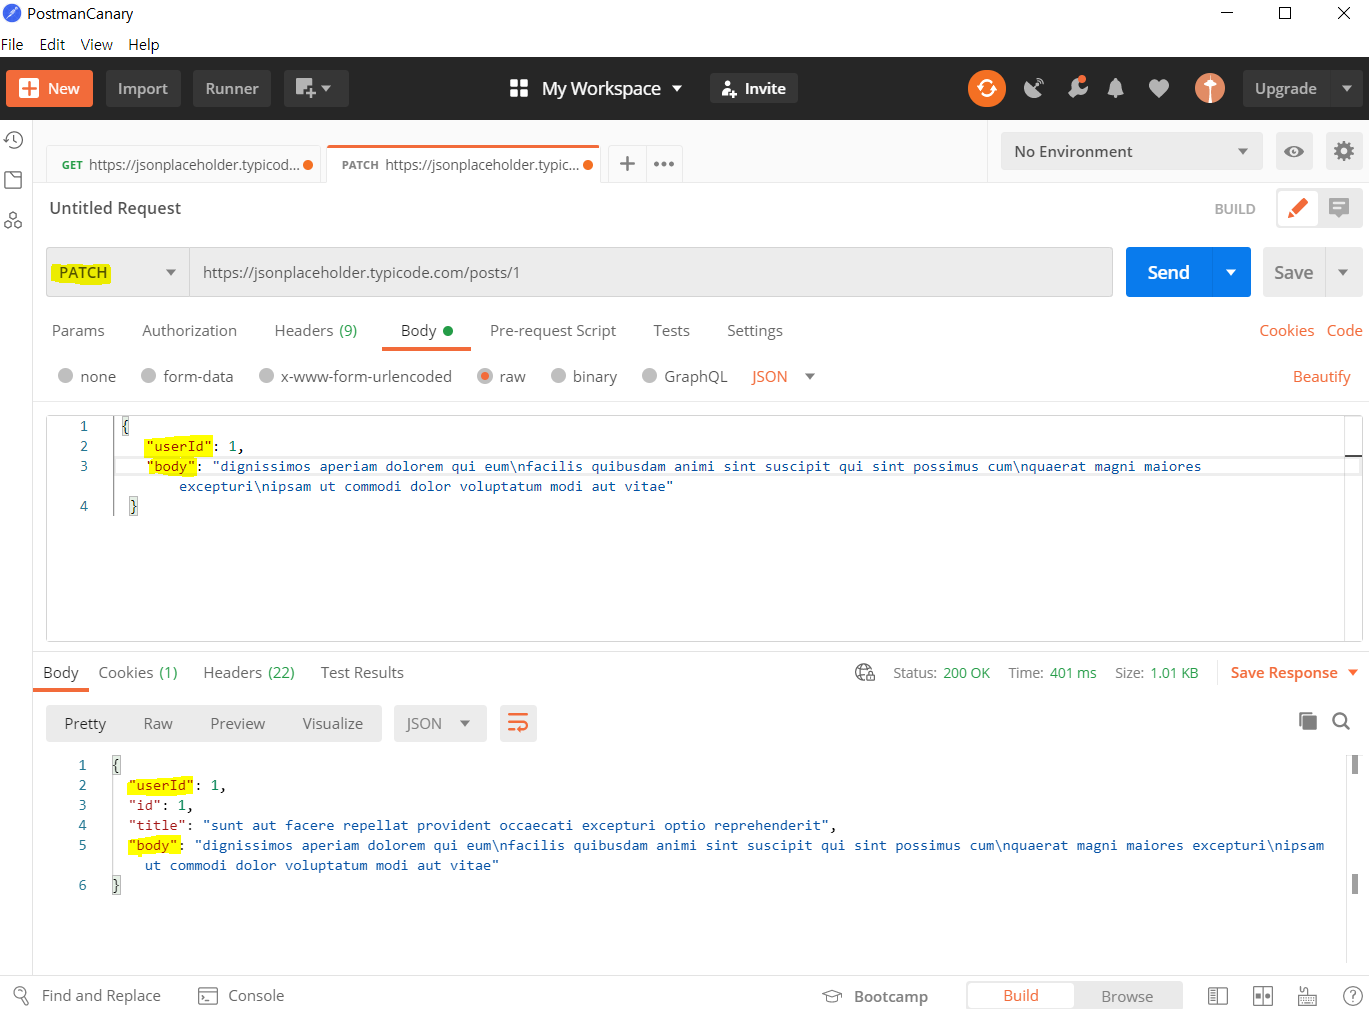 PostmanCanary
File Edit View Help
New Import Runner My Workspace Invite Upgrade
GET https://jsonplaceholder.typicod... PATCH https://jsonplaceholder.typic... + ••• No Environment
Untitled Request BUILD
PATCH https://jsonplaceholder.typicode.com/posts/1 Send Save
Params Authorization Headers (9) Body Pre-request Script Tests Settings Cookies Code
none form-data x-www-form-urlencoded raw binary GraphQL JSON Beautify
1 {
2 "userId": 1,
3 "body": "dignissimos aperiam dolorem qui eum\nfacilis quibusdam animi sint suscipit qui sint possimus cum\nquaerat magni maiores
excepturi\nipsam ut commodi dolor voluptatum modi aut vitae"
4 }
Body Cookies (1) Headers (22) Test Results Status: 200 OK Time: 401 ms Size: 1.01 KB Save Response
Pretty Raw Preview Visualize JSON
1 {
2 "userId": 1,
3 "id": 1,
4 "title": "sunt aut facere repellat provident occaecati excepturi optio reprehenderit",
5 "body": "dignissimos aperiam dolorem qui eum\nfacilis quibusdam animi sint suscipit qui sint possimus cum\nquaerat magni maiores excepturi\nipsam
ut commodi dolor voluptatum modi aut vitae"
6 }
Find and Replace Console Bootcamp Build Browse ?